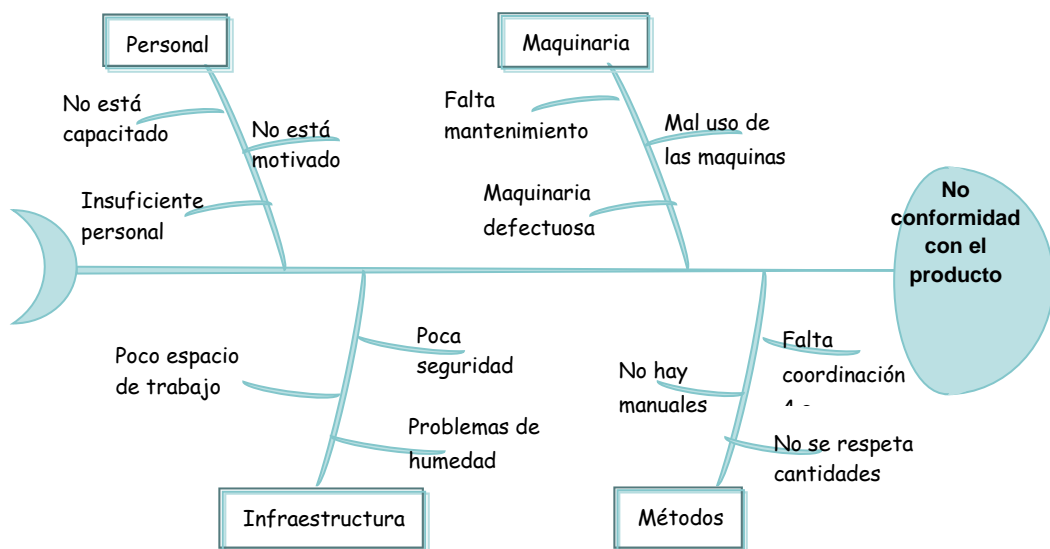 Personal
No está
capacitado
No está
motivado
Insuficiente
personal
Maquinaria
Falta
mantenimiento
Mal uso de
las maquinas
Maquinaria
defectuosa
No
conformidad
con el
producto
Poco espacio
de trabajo
Poca
seguridad
Problemas de
humedad
Infraestructura
No hay
manuales
Falta
coordinación
No se respeta
cantidades
Métodos